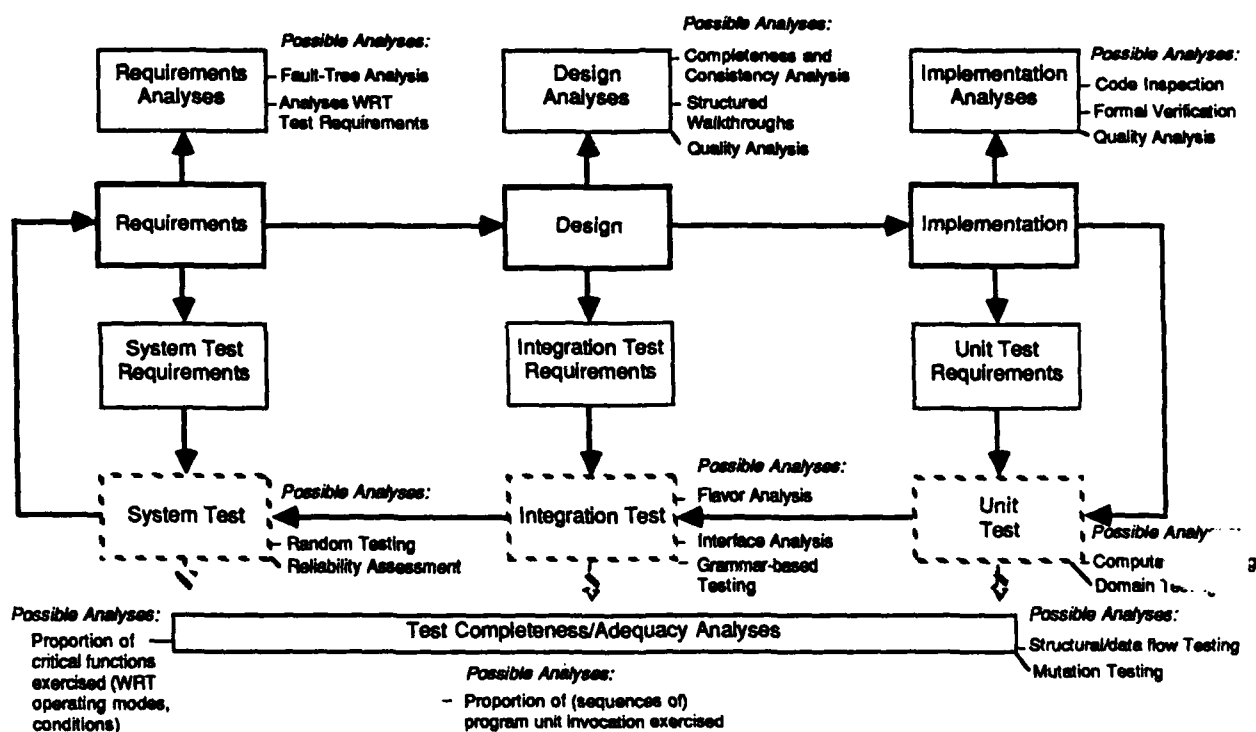 Possible Analyses:
Requirements
Analyses
- Fault-Tree Analysis
- Analyses WRT
Test Requirements
Possible Analyses:
Design
Analyses
Completeness and
Consistency Analysis
- Structured
Walkthroughs
Quality Analysis
Possible Analyses:
Implementation
Analyses
- Code Inspection
- Formal Verification
Quality Analysis
Requirements
Design
Implementation
System Test
Requirements
Integration Test
Requirements
Unit Test
Requirements
System Test
Possible Analyses:
- Random Testing
Reliability Assessment
Integration Test
Possible Analyses:
- Flavor Analysis
- Interface Analysis
- Grammar-based
Testing
Unit
Test
Possible
Domain
Possible Analyses:
Proportion of
critical functions
exercised (WRT
operating modes,
conditions)
Test Completeness/Adequacy Analyses
Possible Analyses:
- Proportion of (sequences of)
program unit invocation exercised
Possible Analyses:
- Structural/data flow Testing
Mutation Testing